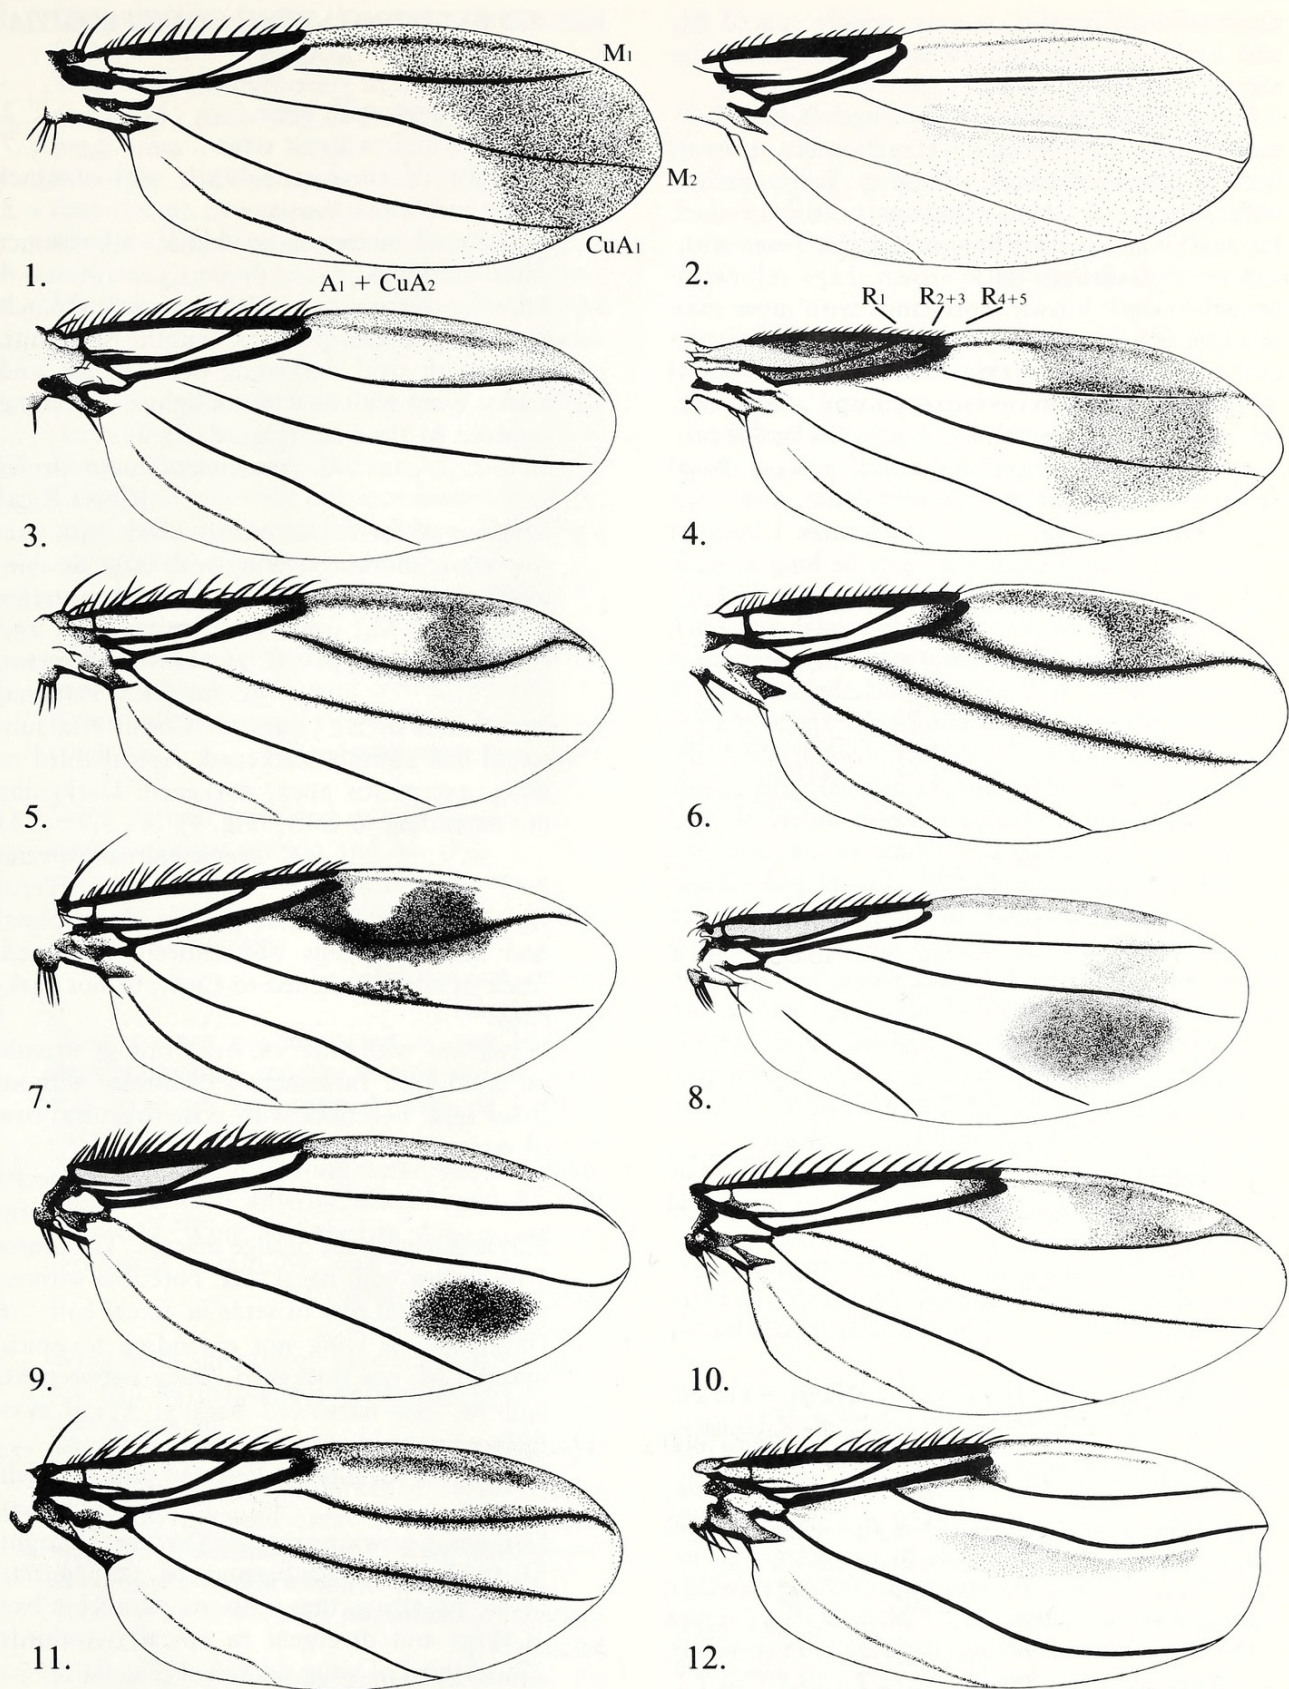 M1
M2
CuA1
1.
2.
A1 + CuA2
R1 R2+3 R4+5
3.
4.
5.
6.
7.
8.
9.
10.
11.
12.